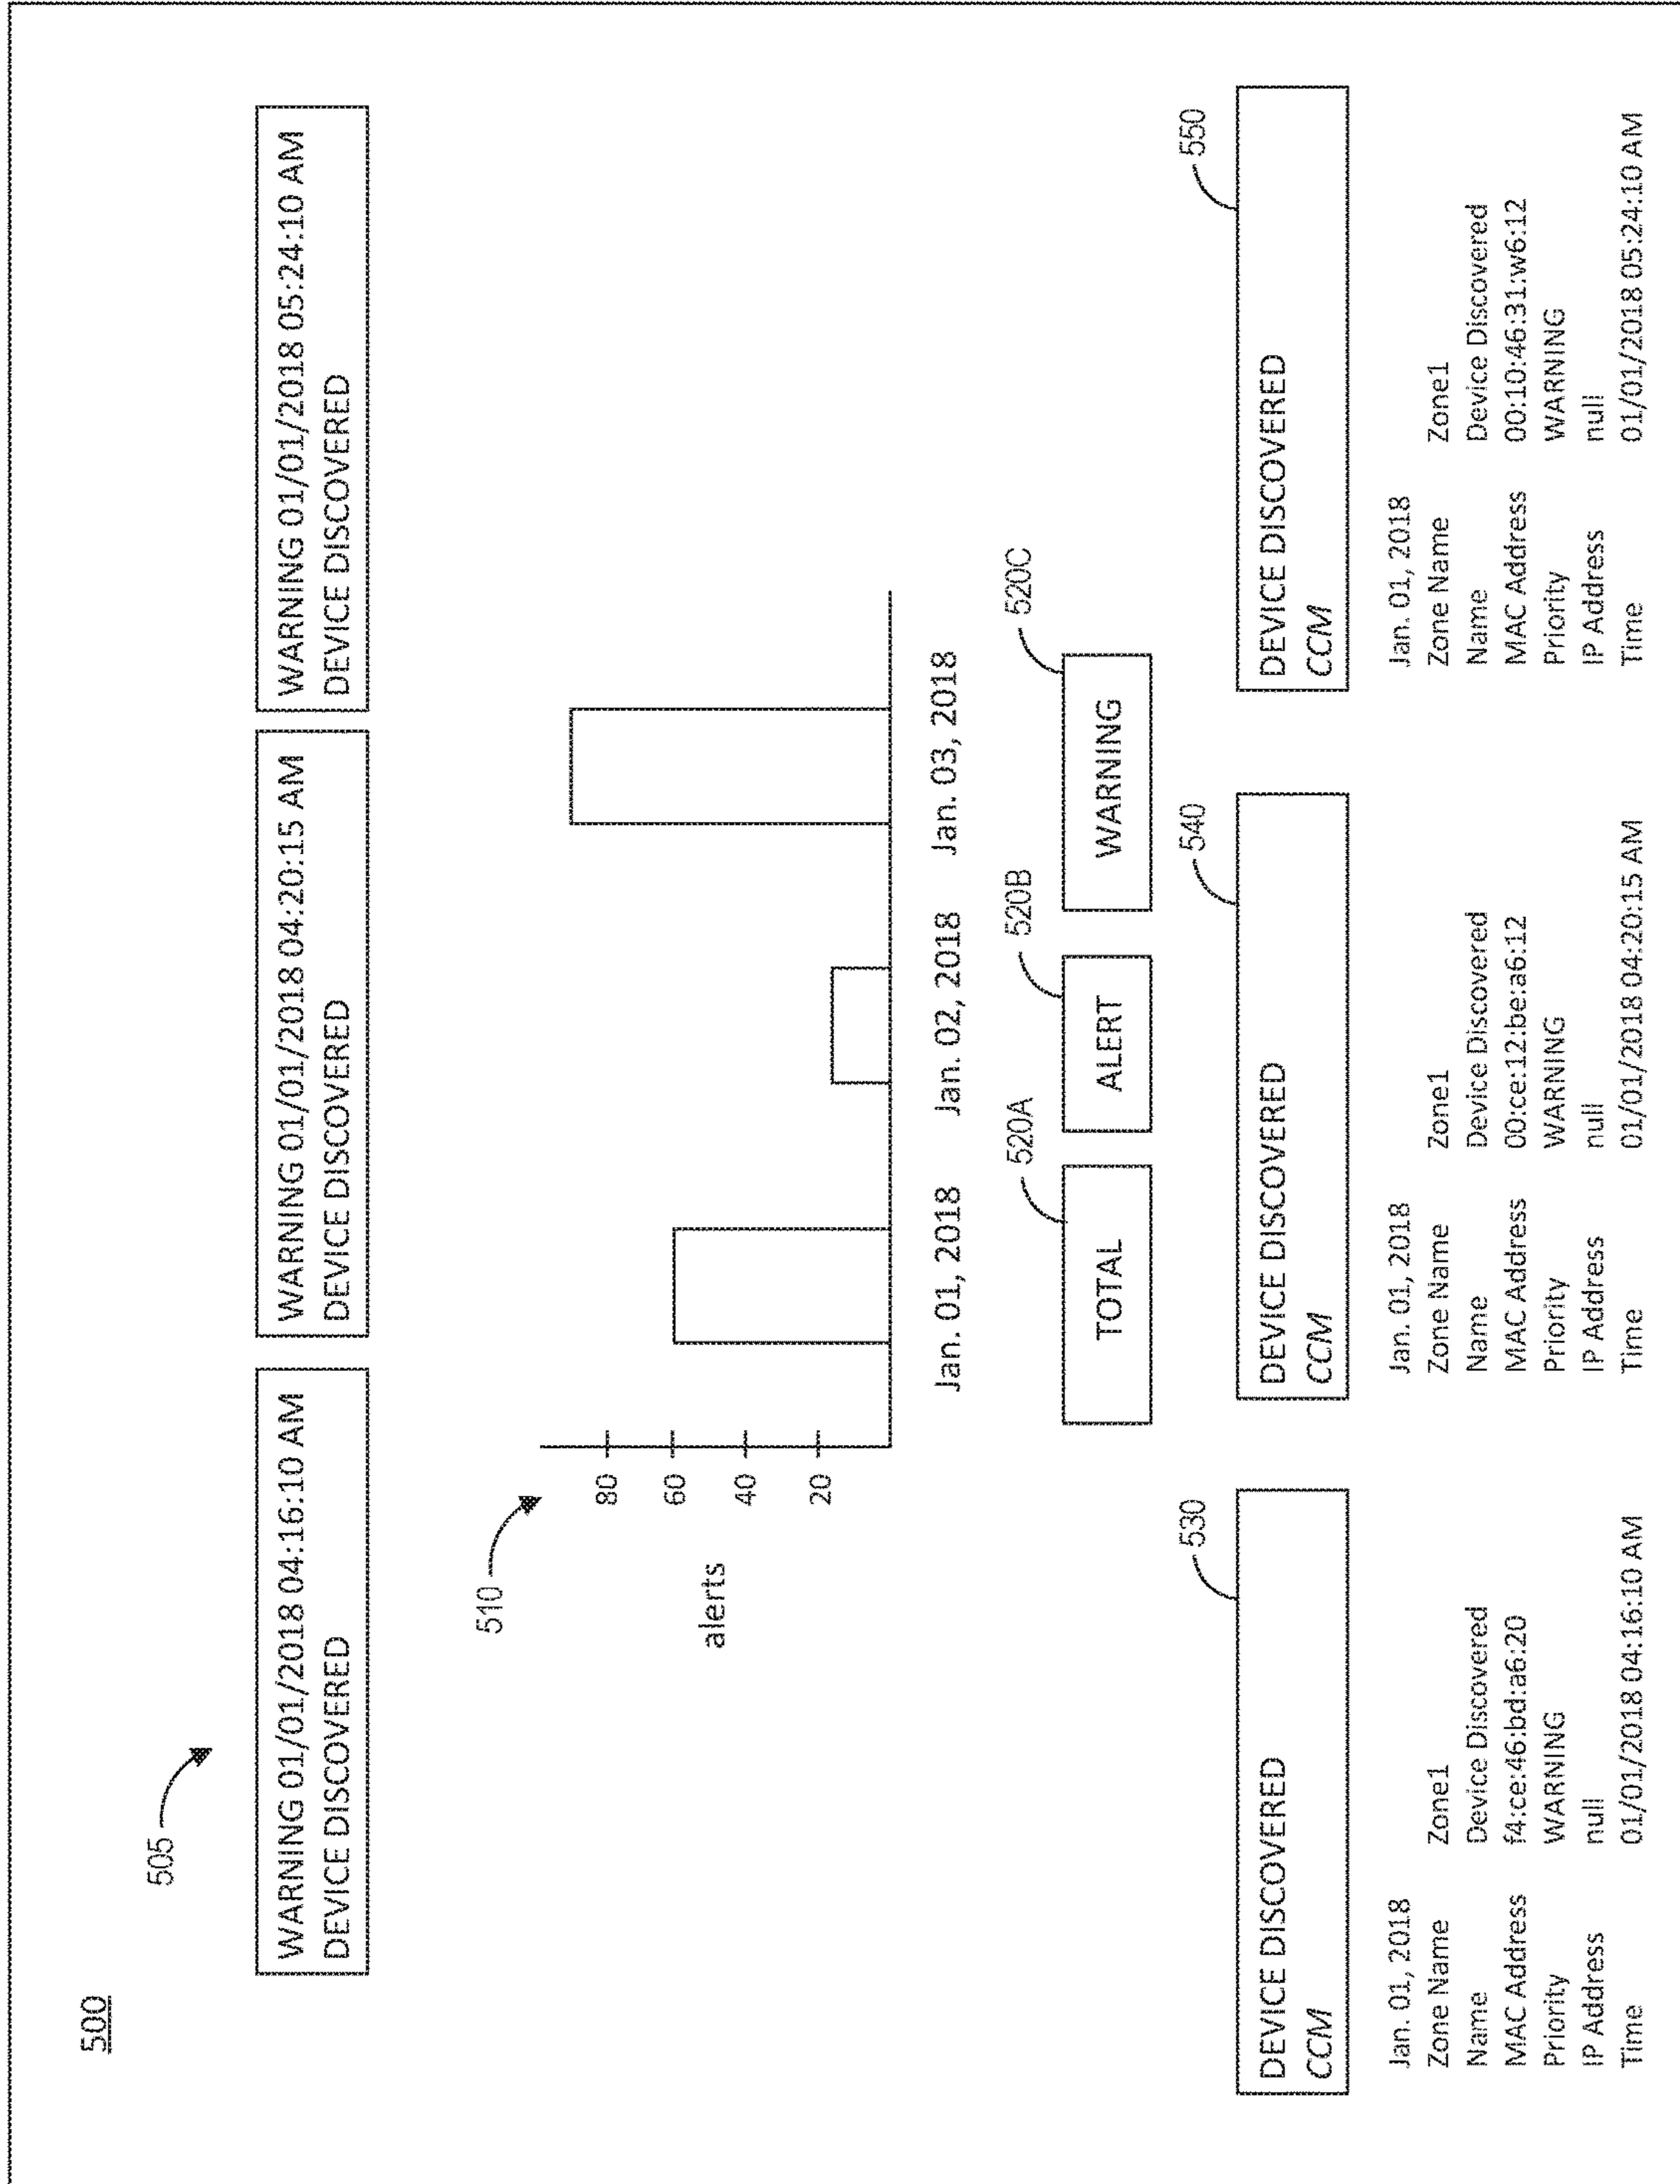 500
505
WARNING 01/01/2018 04:16:10 AM
DEVICE DISCOVERED
WARNING 01/01/2018 04:20:15 AM
DEVICE DISCOVERED
WARNING 01/01/2018 05:24:10 AM
DEVICE DISCOVERED
510
alerts
80
60
40
20
Jan. 01, 2018
Jan. 02, 2018
Jan. 03, 2018
520A
TOTAL
520B
ALERT
520C
WARNING
530
DEVICE DISCOVERED
CCM
Jan. 01, 2018
Zone Name Zone1
Name Device Discovered
MAC Address f4:ce:46:bd:a6:20
Priority WARNING
IP Address null
Time 01/01/2018 04:16:10 AM
540
DEVICE DISCOVERED
CCM
Jan. 01, 2018
Zone Name Zone1
Name Device Discovered
MAC Address 00:ce:12:be:a6:12
Priority WARNING
IP Address null
Time 01/01/2018 04:20:15 AM
550
DEVICE DISCOVERED
CCM
Jan. 01, 2018
Zone Name Zone1
Name Device Discovered
MAC Address 00:10:46:31:w6:12
Priority WARNING
IP Address null
Time 01/01/2018 05:24:10 AM